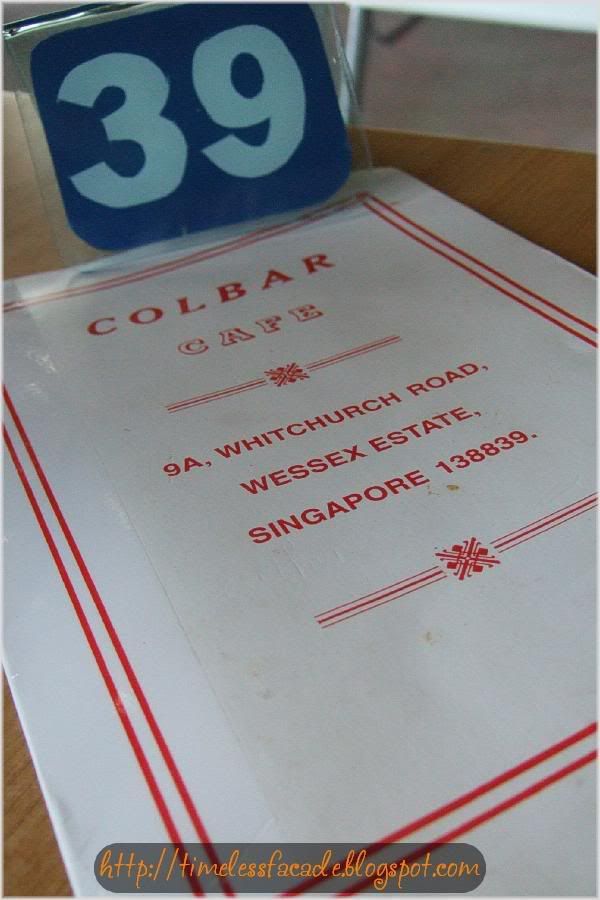 39
COLBAR
CAFE
9A, WHITCHURCH ROAD,
WESSEX ESTATE,
SINGAPORE 138839.
http://timelessfacade.blogspot.com